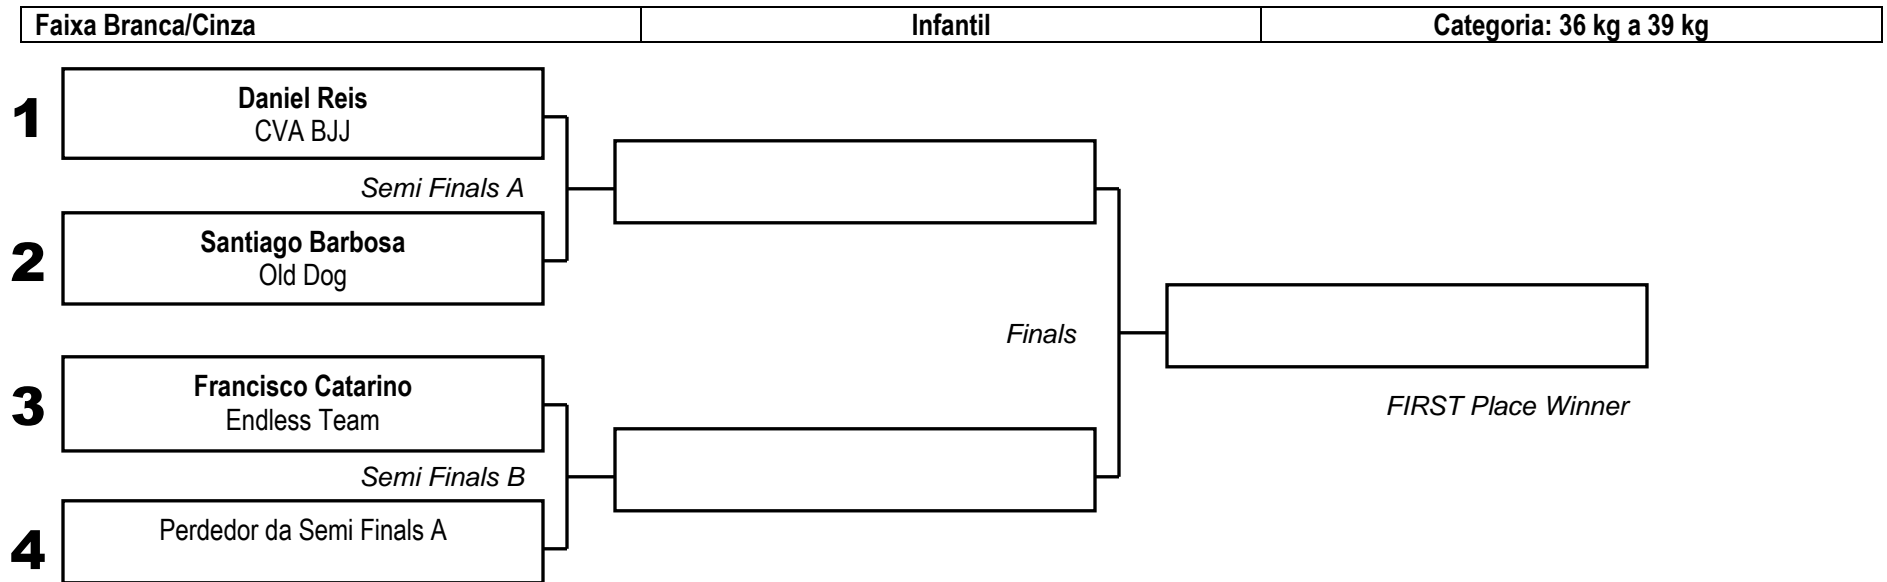 Faixa Branca/Cinza Infantil Categoria: 36 kg a 39 kg
1
Daniel Reis
CVA BJJ
Semi Finals A
2
Santiago Barbosa
Old Dog
Finals
FIRST Place Winner
3
Francisco Catarino
Endless Team
Semi Finals B
4
Perdedor da Semi Finals A